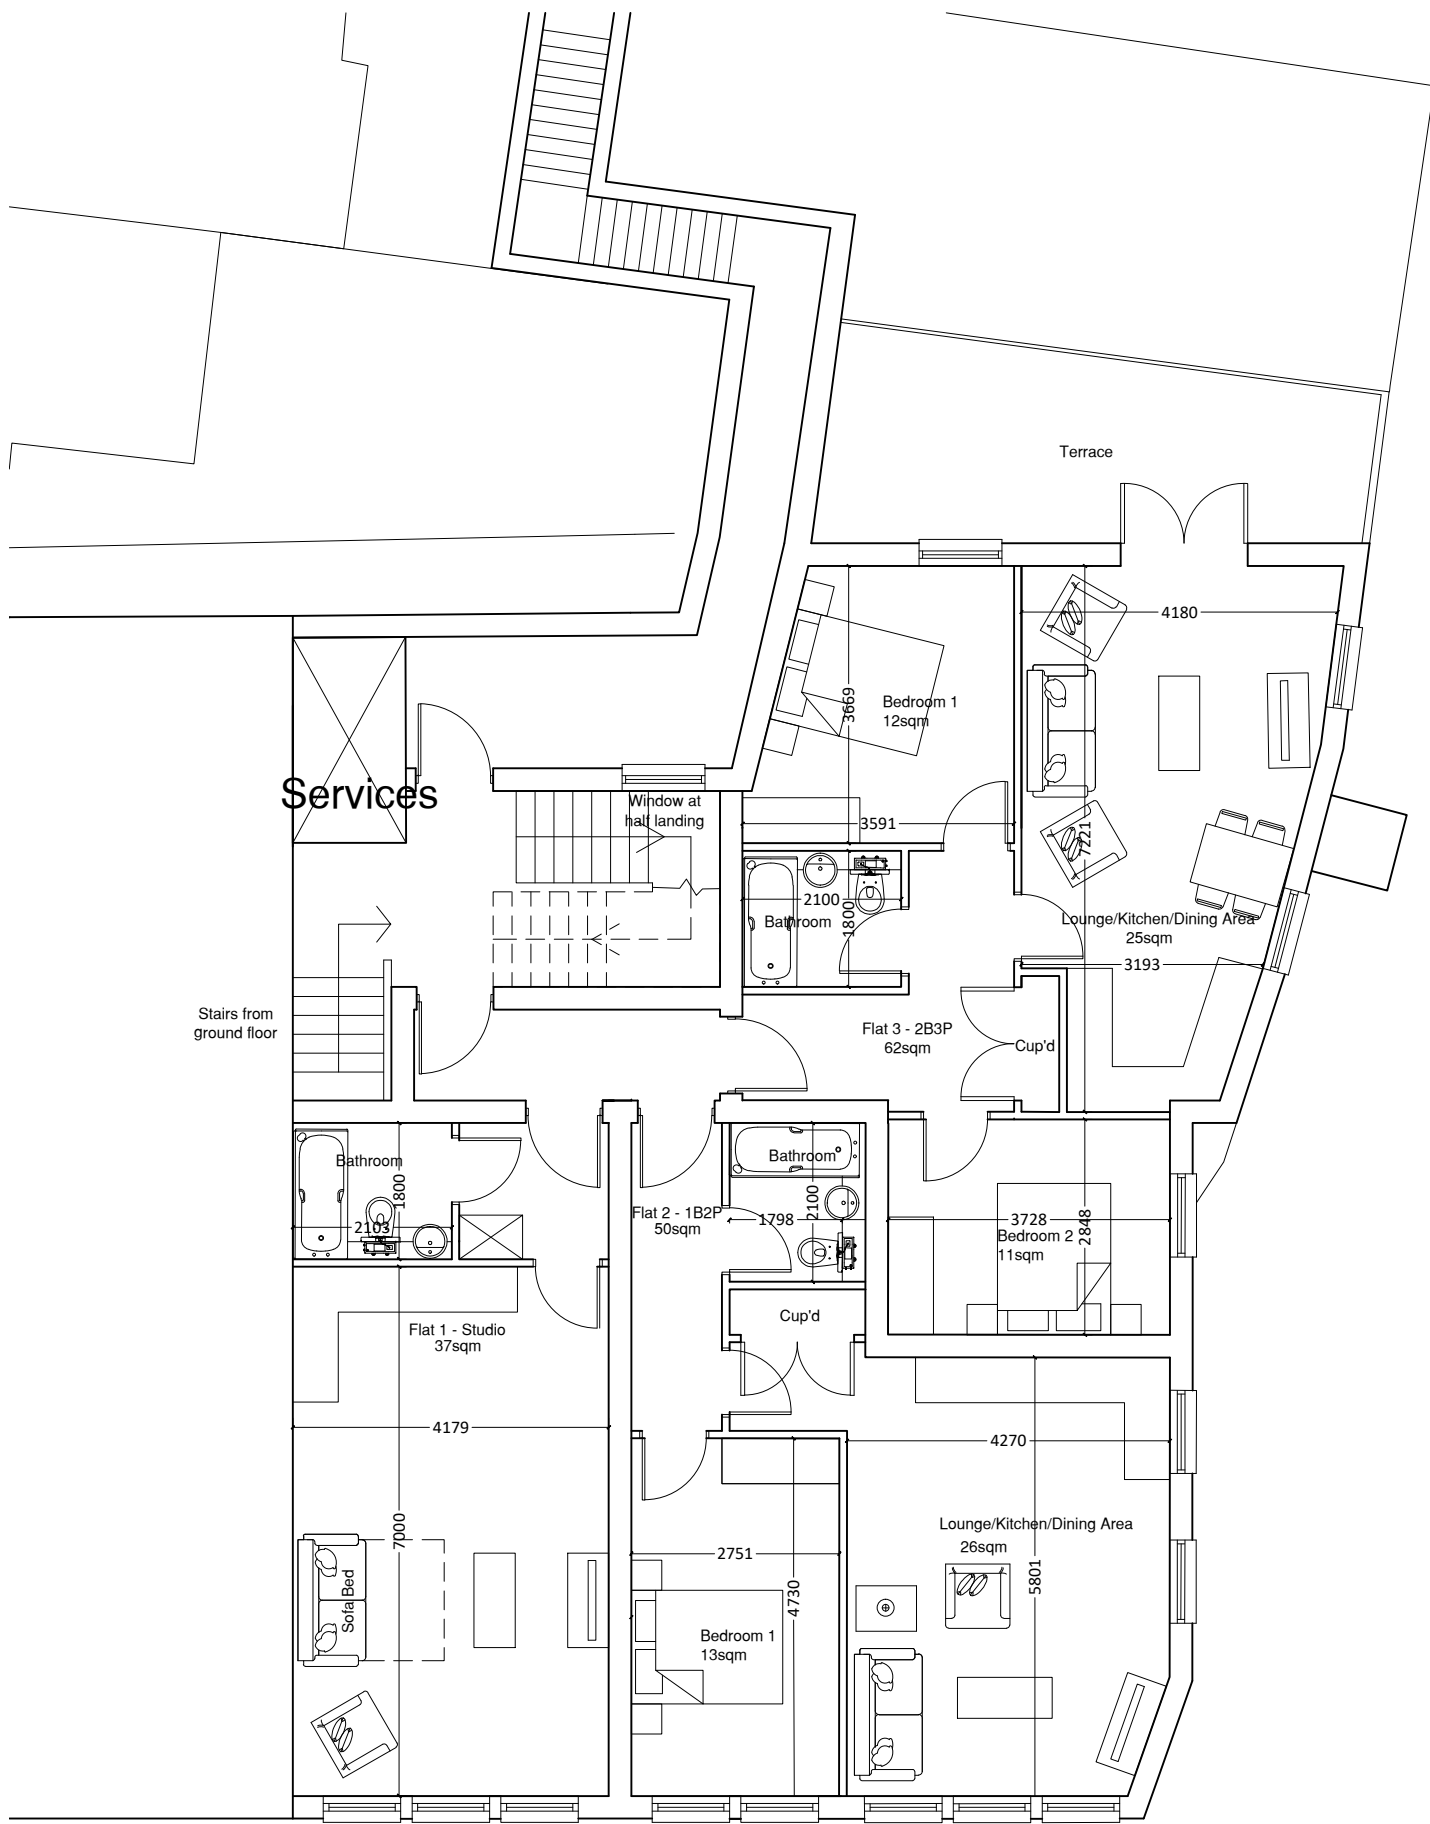 Terrace
4180
3669
Bedroom 1
12sqm
Services
Window at
half landing
3591
7221
2100
1800
Bathroom
Lounge/Kitchen/Dining Area
25sqm
3193
Stairs from
ground floor
Flat 3 - 2B3P
62sqm
Cup'd
Bathroom
1800
2103
Bathroom
2100
1798
Flat 2 - 1B2P
50sqm
3728
2848
Bedroom 2
11sqm
Cup'd
Flat 1 - Studio
37sqm
4179
4270
7000
Lounge/Kitchen/Dining Area
26sqm
2751
5801
4730
Sofa Bed
Bedroom 1
13sqm